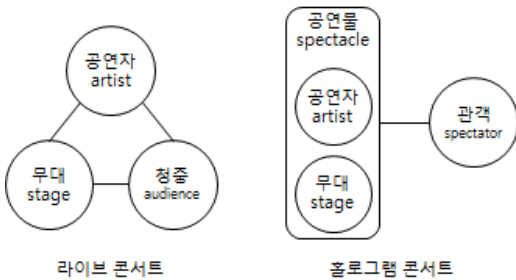 공연자
artist
무대
stage
청중
audience
라이브 콘서트
공연물
spectacle
공연자
artist
무대
stage
관객
spectator
홀로그램 콘서트